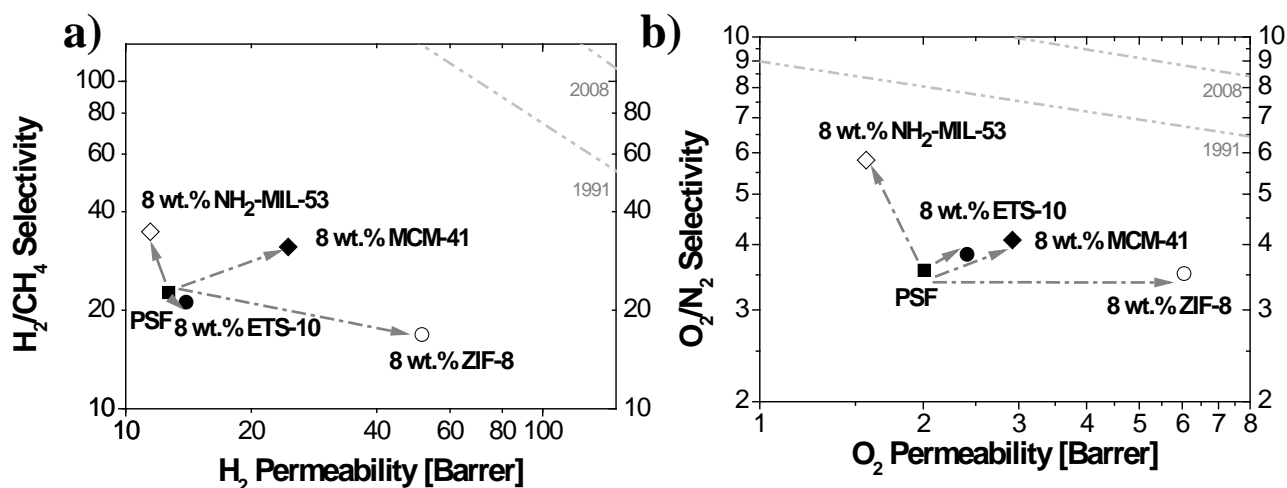 a)
H2/CH4 Selectivity
100
80
60
40
20
10
100
80
60
40
20
10
2008
1991
8 wt.% NH2-MIL-53
8 wt.% MCM-41
PSF
8 wt.% ETS-10
8 wt.% ZIF-8
10 20 40 60 80 100
H2 Permeability [Barrer]
b)
O2/N2 Selectivity
10
9
8
7
6
5
4
3
2
10
9
8
7
6
5
4
3
2
2008
1991
8 wt.% NH2-MIL-53
8 wt.% ETS-10
8 wt.% MCM-41
PSF
8 wt.% ZIF-8
1 2 3 4 5 6 7 8
O2 Permeability [Barrer]